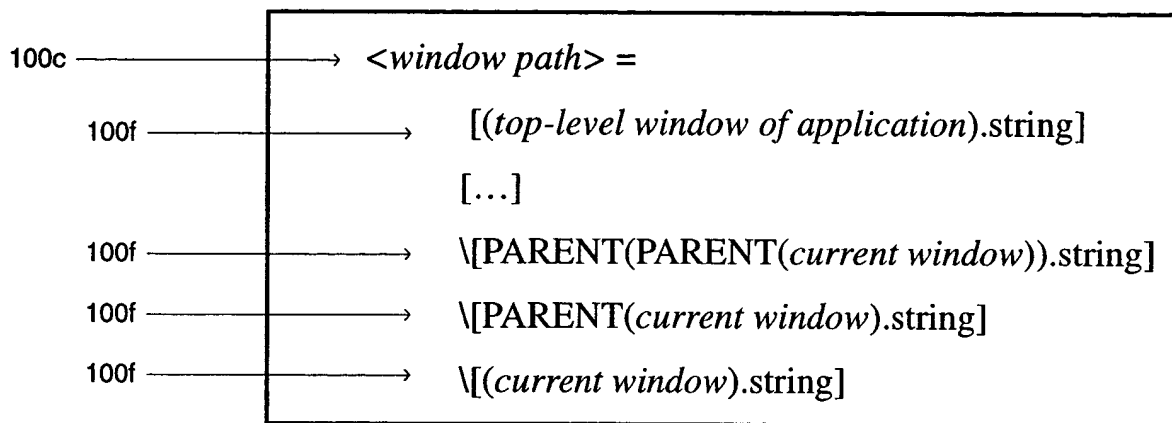 100c <window path> =
100f [(top-level window of application).string]
[…]
100f \[PARENT(PARENT(current window)).string]
100f \[PARENT(current window).string]
100f \[(current window).string]